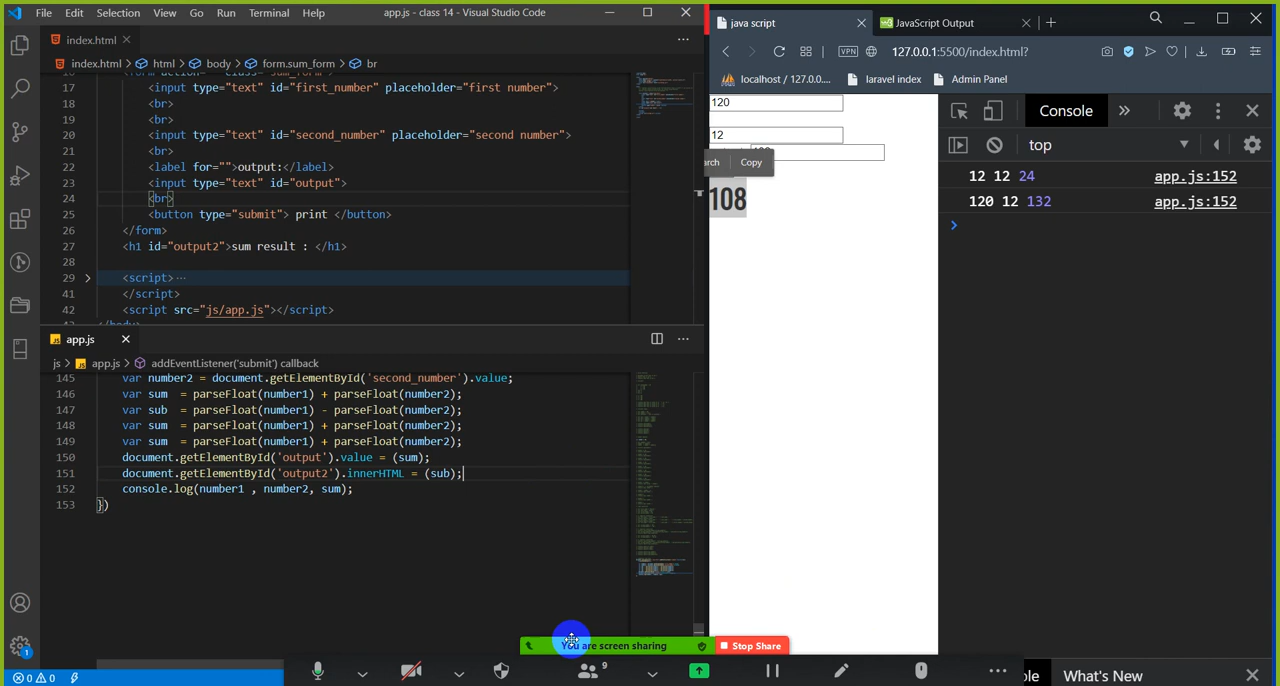 File Edit Selection View Go Run Terminal Help app.js - class 14 - Visual Studio Code
index.html
index.html > html > body > form.sum_form > br
17 <input type="text" id="first_number" placeholder="first number">
18 <br>
19 <br>
20 <input type="text" id="second_number" placeholder="second number">
21 <br>
22 <label for="">output:</label>
23 <input type="text" id="output">
24 <br>
25 <button type="submit"> print </button>
26 </form>
27 <h1 id="output2">sum result : </h1>
28
29 <script>
41 </script>
42 <script src="js/app.js"></script>
app.js
js > app.js > addEventListener('submit') callback
145 var number2 = document.getElementById('second_number').value;
146 var sum = parseFloat(number1) + parseFloat(number2);
147 var sub = parseFloat(number1) - parseFloat(number2);
148 var sum = parseFloat(number1) + parseFloat(number2);
149 var sum = parseFloat(number1) + parseFloat(number2);
150 document.getElementById('output').value = (sum);
151 document.getElementById('output2').innerHTML = (sub);
152 console.log(number1 , number2, sum);
153 })
0 0
You are screen sharing
Stop Share
9
java script
JavaScript Output
VPN 127.0.0.1:5500/index.html?
localhost / 127.0.0....
laravel index
Admin Panel
120
12
Copy
108
Console
top
12 12 24 app.js:152
120 12 132 app.js:152
What's New
1